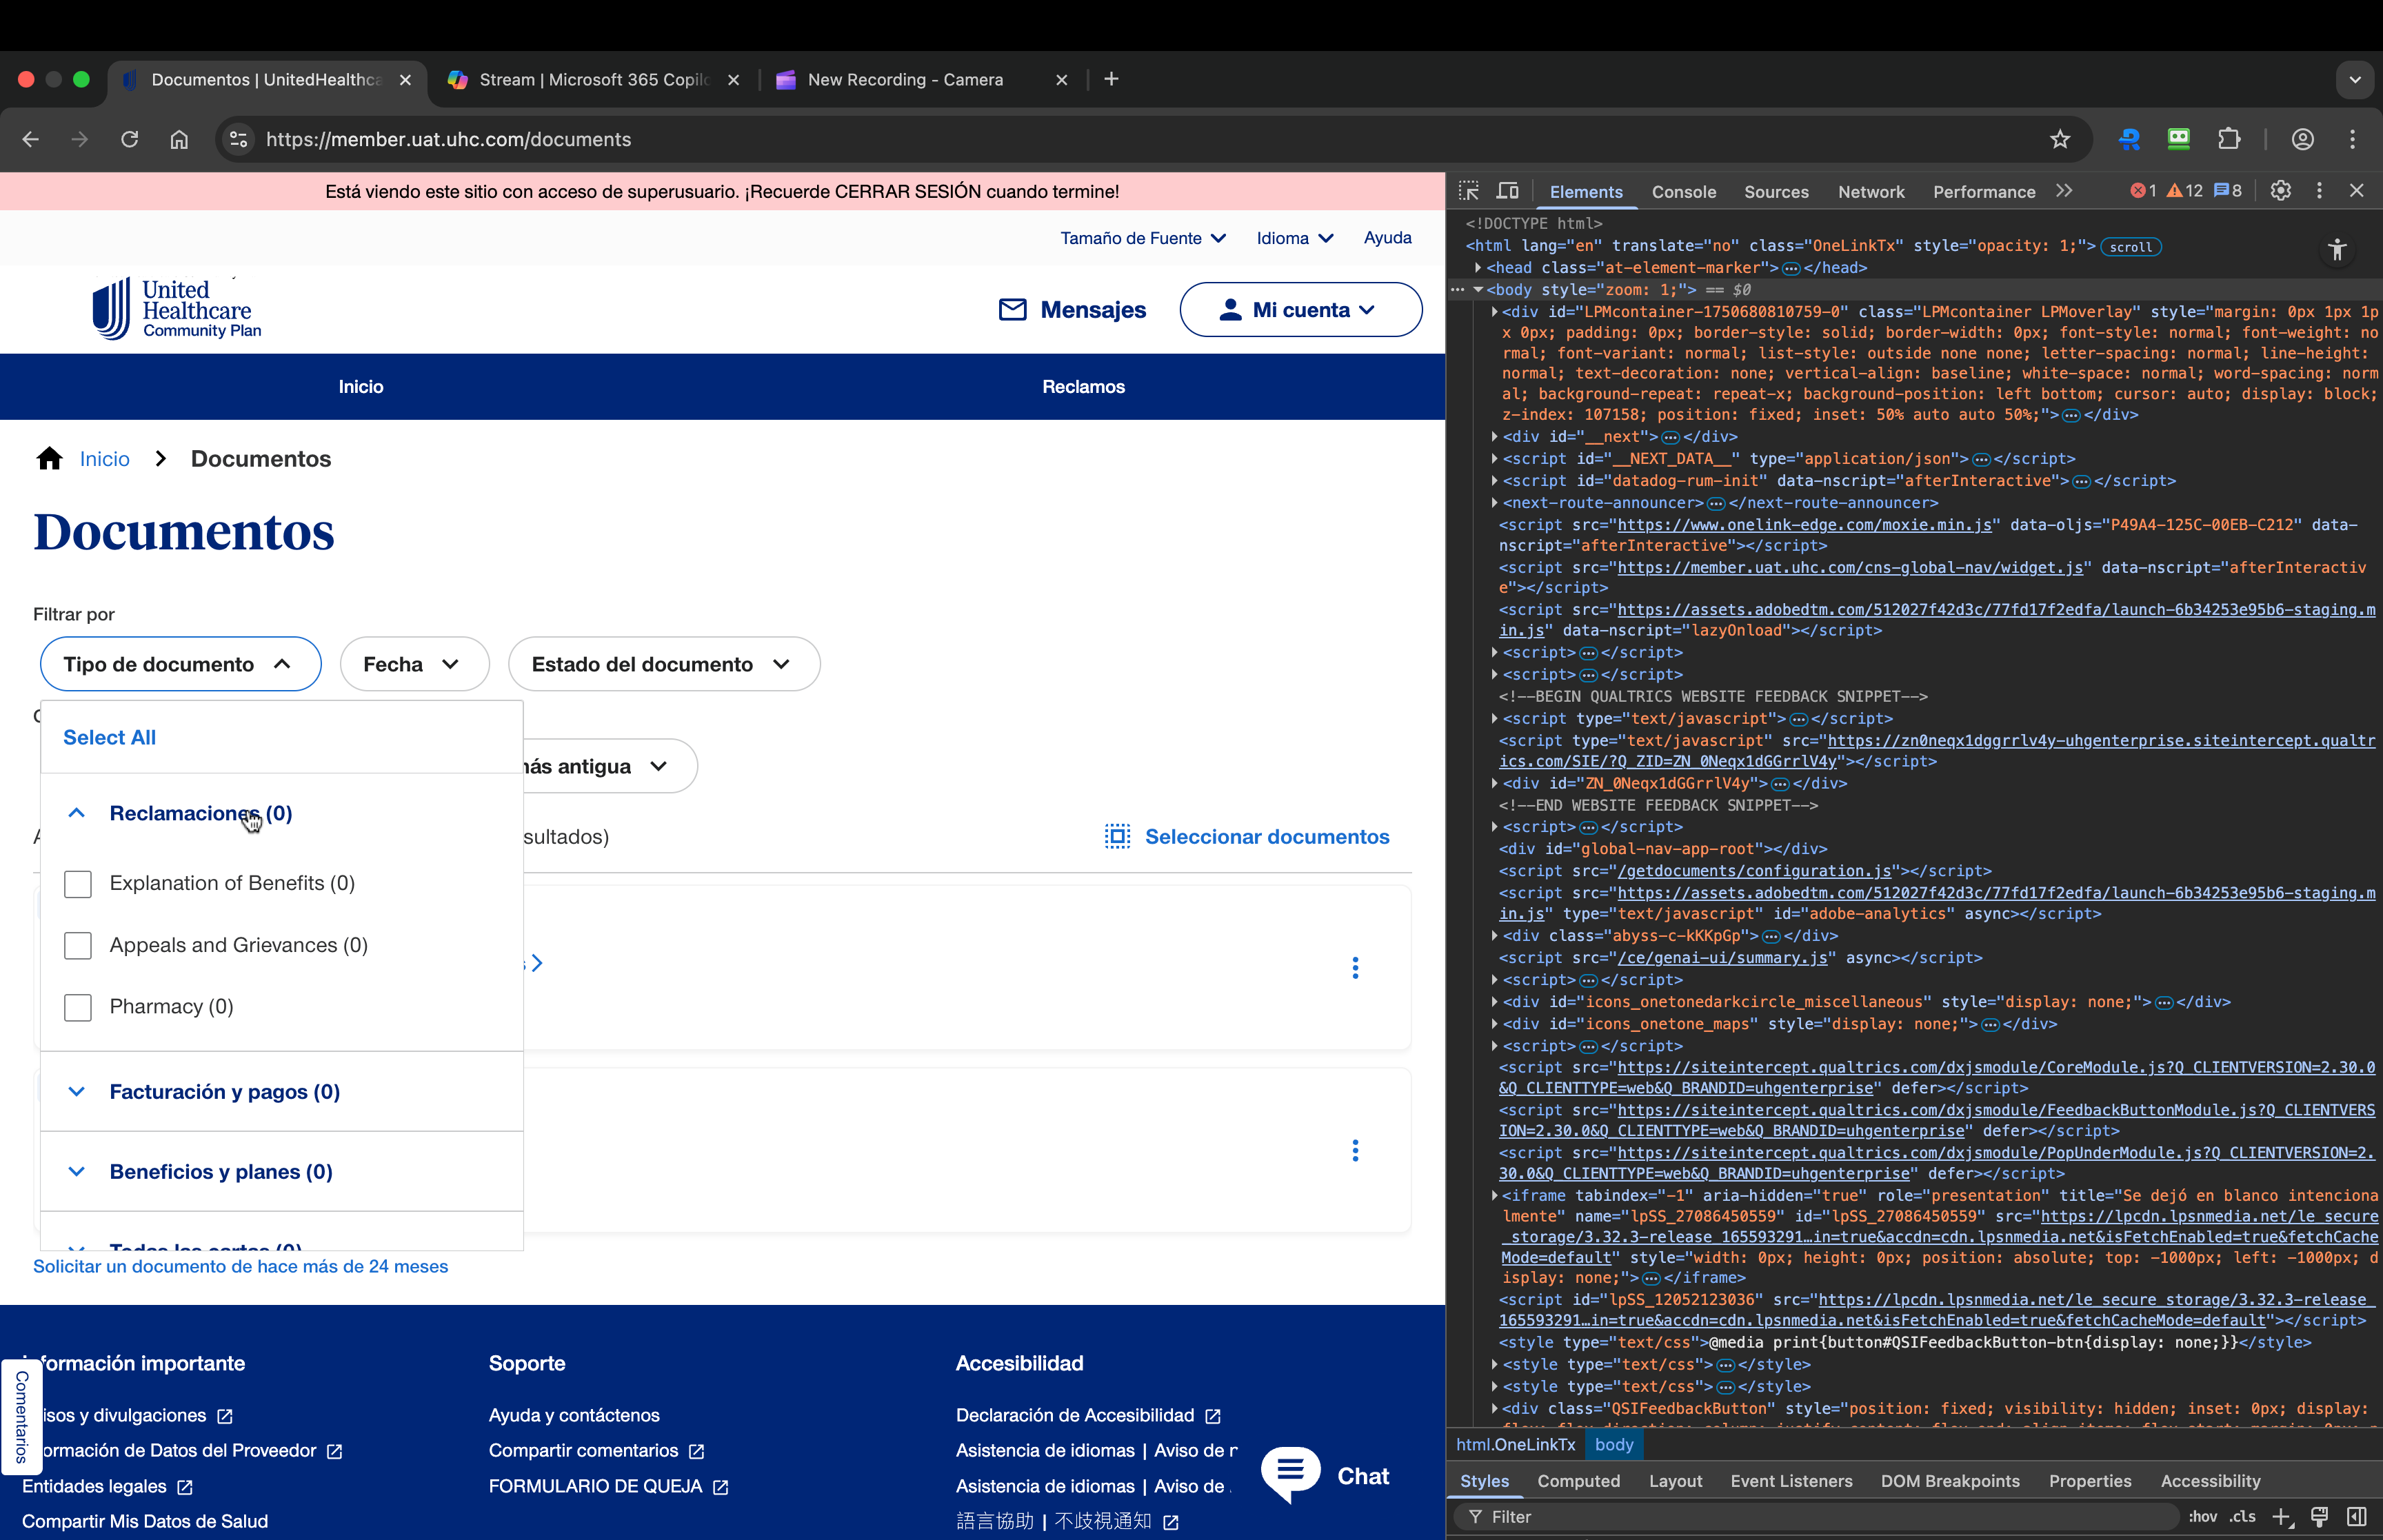 Documentos | UnitedHealthca
Stream | Microsoft 365 Copilo
New Recording - Camera
https://member.uat.uhc.com/documents
Está viendo este sitio con acceso de superusuario. ¡Recuerde CERRAR SESIÓN cuando termine!
Tamaño de Fuente
Idioma
Ayuda
United
Healthcare
Community Plan
Mensajes
Mi cuenta
Inicio
Reclamos
Inicio
Documentos
Documentos
Filtrar por
Tipo de documento
Fecha
Estado del documento
Select All
más antigua
Reclamaciones (0)
sultados)
Seleccionar documentos
Explanation of Benefits (0)
Appeals and Grievances (0)
Pharmacy (0)
Facturación y pagos (0)
Beneficios y planes (0)
Todas las cartas (0)
Solicitar un documento de hace más de 24 meses
formación importante
isos y divulgaciones
ormación de Datos del Proveedor
Entidades legales
Compartir Mis Datos de Salud
Comentarios
Soporte
Ayuda y contáctenos
Compartir comentarios
FORMULARIO DE QUEJA
Accesibilidad
Declaración de Accesibilidad
Asistencia de idiomas | Aviso de
Asistencia de idiomas | Aviso de
語言協助 | 不歧視通知
Chat
Elements
Console
Sources
Network
Performance
1
12
8
<!DOCTYPE html>
<html lang="en" translate="no" class="OneLinkTx" style="opacity: 1;"> scroll
<head class="at-element-marker">…</head>
<body style="zoom: 1;"> == $0
<div id="LPMcontainer-1750680810759-0" class="LPMcontainer LPMoverlay" style="margin: 0px 1px 1p
x 0px; padding: 0px; border-style: solid; border-width: 0px; font-style: normal; font-weight: no
rmal; font-variant: normal; list-style: outside none none; letter-spacing: normal; line-height:
normal; text-decoration: none; vertical-align: baseline; white-space: normal; word-spacing: norm
al; background-repeat: repeat-x; background-position: left bottom; cursor: auto; display: block;
z-index: 107158; position: fixed; inset: 50% auto auto 50%;">…</div>
<div id="__next">…</div>
<script id="__NEXT_DATA__" type="application/json">…</script>
<script id="datadog-rum-init" data-nscript="afterInteractive">…</script>
<next-route-announcer>…</next-route-announcer>
<script src="https://www.onelink-edge.com/moxie.min.js" data-oljs="P49A4-125C-00EB-C212" data-
nscript="afterInteractive"></script>
<script src="https://member.uat.uhc.com/cns-global-nav/widget.js" data-nscript="afterInteractiv
e"></script>
<script src="https://assets.adobedtm.com/512027f42d3c/77fd17f2edfa/launch-6b34253e95b6-staging.m
in.js" data-nscript="lazyOnload"></script>
<script>…</script>
<script>…</script>
<!--BEGIN QUALTRICS WEBSITE FEEDBACK SNIPPET-->
<script type="text/javascript">…</script>
<script type="text/javascript" src="https://zn0neqx1dggrrlv4y-uhgenterprise.siteintercept.qualtr
ics.com/SIE/?Q_ZID=ZN_0Neqx1dGGrrlV4y"></script>
<div id="ZN_0Neqx1dGGrrlV4y">…</div>
<!--END WEBSITE FEEDBACK SNIPPET-->
<script>…</script>
<div id="global-nav-app-root"></div>
<script src="/getdocuments/configuration.js"></script>
<script src="https://assets.adobedtm.com/512027f42d3c/77fd17f2edfa/launch-6b34253e95b6-staging.m
in.js" type="text/javascript" id="adobe-analytics" async></script>
<div class="abyss-c-kKKpGp">…</div>
<script src="/ce/genai-ui/summary.js" async></script>
<script>…</script>
<div id="icons_onetonedarkcircle_miscellaneous" style="display: none;">…</div>
<div id="icons_onetone_maps" style="display: none;">…</div>
<script>…</script>
<script src="https://siteintercept.qualtrics.com/dxjsmodule/CoreModule.js?Q_CLIENTVERSION=2.30.0
&Q_CLIENTTYPE=web&Q_BRANDID=uhgenterprise" defer></script>
<script src="https://siteintercept.qualtrics.com/dxjsmodule/FeedbackButtonModule.js?Q_CLIENTVERS
ION=2.30.0&Q_CLIENTTYPE=web&Q_BRANDID=uhgenterprise" defer></script>
<script src="https://siteintercept.qualtrics.com/dxjsmodule/PopUnderModule.js?Q_CLIENTVERSION=2.
30.0&Q_CLIENTTYPE=web&Q_BRANDID=uhgenterprise" defer></script>
<iframe tabindex="-1" aria-hidden="true" role="presentation" title="Se dejó en blanco intenciona
lmente" name="lpSS_27086450559" id="lpSS_27086450559" src="https://lpcdn.lpsnmedia.net/le_secure
_storage/3.32.3-release_165593291…in=true&accdn=cdn.lpsnmedia.net&isFetchEnabled=true&fetchCache
Mode=default" style="width: 0px; height: 0px; position: absolute; top: -1000px; left: -1000px; d
isplay: none;">…</iframe>
<script id="lpSS_12052123036" src="https://lpcdn.lpsnmedia.net/le_secure_storage/3.32.3-release_
165593291…in=true&accdn=cdn.lpsnmedia.net&isFetchEnabled=true&fetchCacheMode=default"></script>
<style type="text/css">@media print{button#QSIFeedbackButton-btn{display: none;}}</style>
<style type="text/css">…</style>
<style type="text/css">…</style>
<div class="QSIFeedbackButton" style="position: fixed; visibility: hidden; inset: 0px; display:
html.OneLinkTx
body
Styles
Computed
Layout
Event Listeners
DOM Breakpoints
Properties
Accessibility
Filter
:hov
.cls